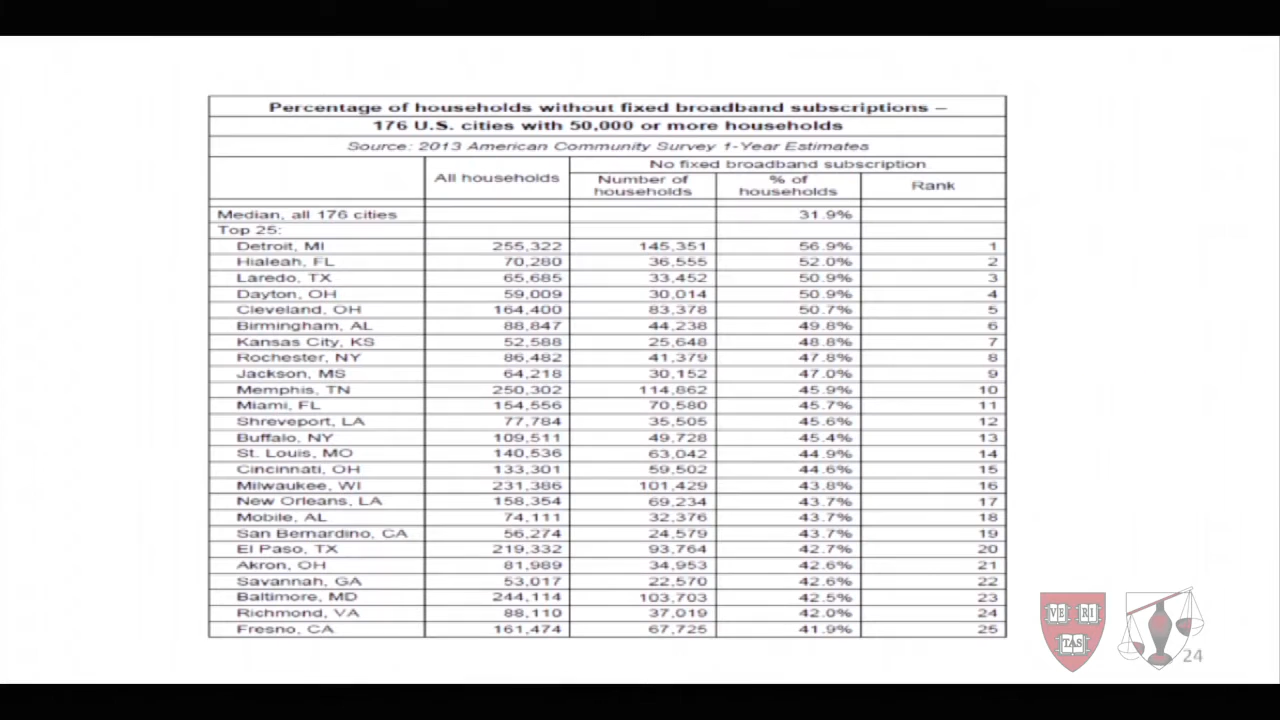 Percentage of households without fixed broadband subscriptions –
176 U.S. cities with 50,000 or more households
Source: 2013 American Community Survey 1-Year Estimates
All households No fixed broadband subscription
Number of households % of households Rank
Median, all 176 cities 31.9%
Top 25:
Detroit, MI 255,322 145,351 56.9% 1
Hialeah, FL 70,280 36,555 52.0% 2
Laredo, TX 65,685 33,452 50.9% 3
Dayton, OH 59,009 30,014 50.9% 4
Cleveland, OH 164,400 83,378 50.7% 5
Birmingham, AL 88,847 44,238 49.8% 6
Kansas City, KS 52,588 25,648 48.8% 7
Rochester, NY 86,482 41,379 47.8% 8
Jackson, MS 64,218 30,152 47.0% 9
Memphis, TN 250,302 114,862 45.9% 10
Miami, FL 154,556 70,580 45.7% 11
Shreveport, LA 77,784 35,505 45.6% 12
Buffalo, NY 109,511 49,728 45.4% 13
St. Louis, MO 140,536 63,042 44.9% 14
Cincinnati, OH 133,301 59,502 44.6% 15
Milwaukee, WI 231,386 101,429 43.8% 16
New Orleans, LA 158,354 69,234 43.7% 17
Mobile, AL 74,111 32,376 43.7% 18
San Bernardino, CA 56,274 24,579 43.7% 19
El Paso, TX 219,332 93,764 42.7% 20
Akron, OH 81,989 34,953 42.6% 21
Savannah, GA 53,017 22,570 42.6% 22
Baltimore, MD 244,114 103,703 42.5% 23
Richmond, VA 88,110 37,019 42.0% 24
Fresno, CA 161,474 67,725 41.9% 25
VE RI
TAS
24